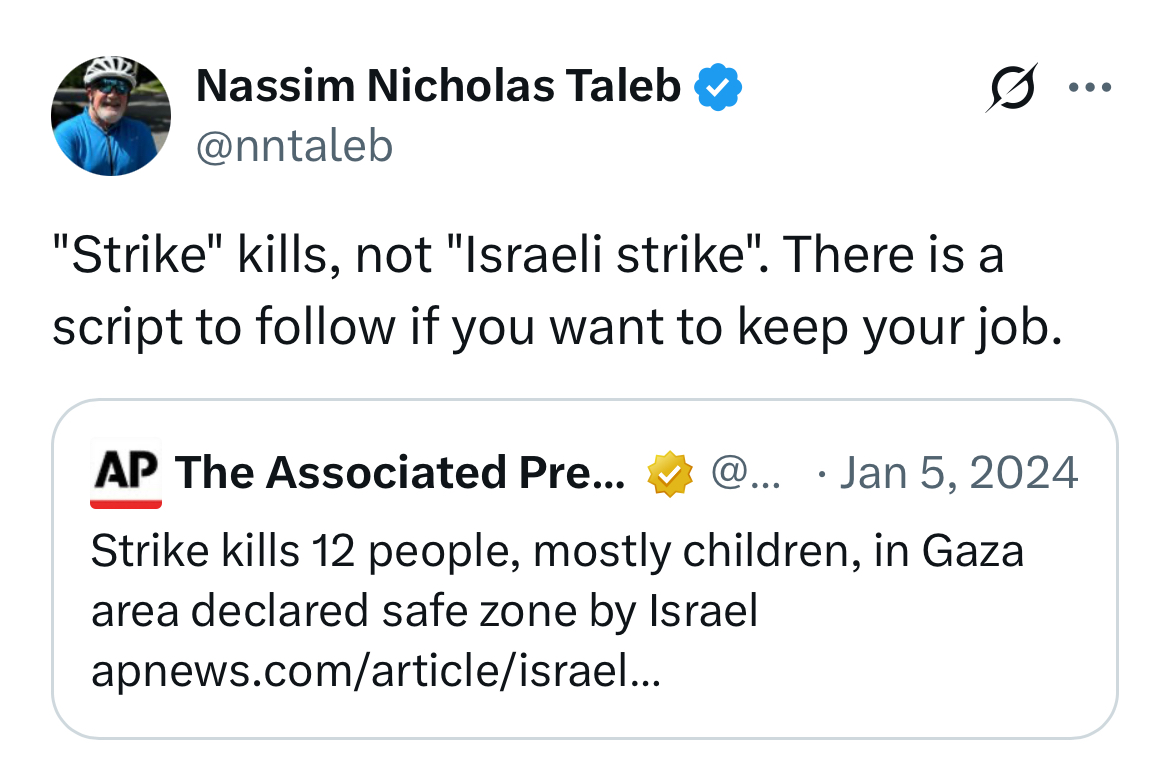 Nassim Nicholas Taleb
@nntaleb
"Strike" kills, not "Israeli strike". There is a
script to follow if you want to keep your job.
AP The Associated Pre... @... · Jan 5, 2024
Strike kills 12 people, mostly children, in Gaza
area declared safe zone by Israel
apnews.com/article/israel...